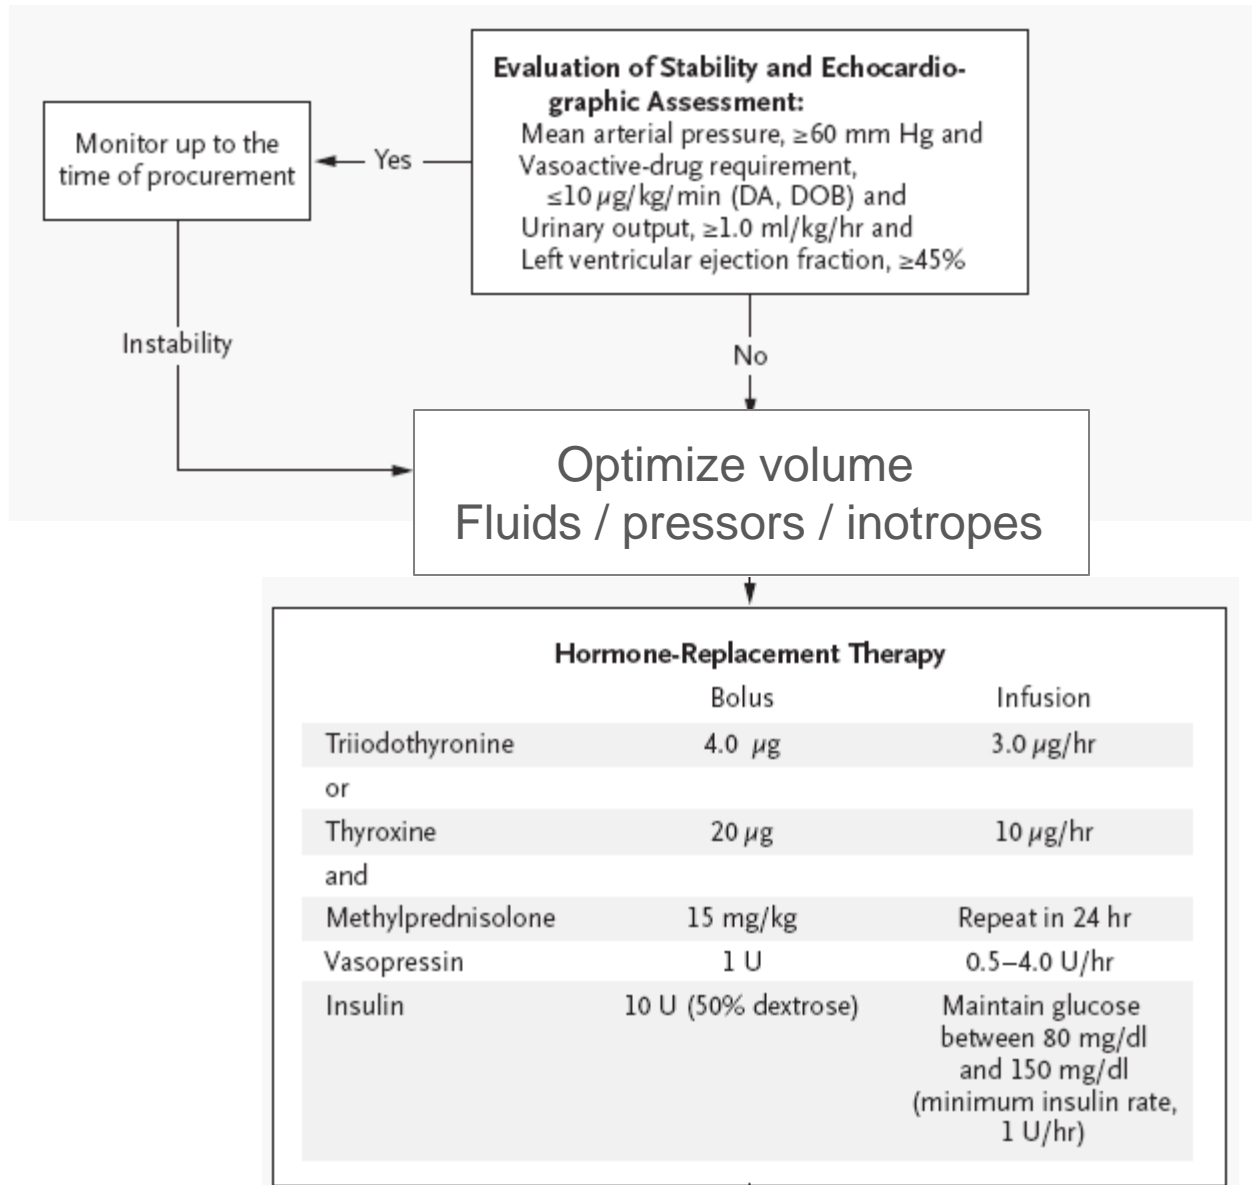 Evaluation of Stability and Echocardio-
graphic Assessment:
Mean arterial pressure, ≥60 mm Hg and
Vasoactive-drug requirement,
≤10 µg/kg/min (DA, DOB) and
Urinary output, ≥1.0 ml/kg/hr and
Left ventricular ejection fraction, ≥45%
Yes
Monitor up to the
time of procurement
Instability
No
Optimize volume
Fluids / pressors / inotropes
Hormone-Replacement Therapy
Bolus Infusion
Triiodothyronine 4.0 µg 3.0 µg/hr
or
Thyroxine 20 µg 10 µg/hr
and
Methylprednisolone 15 mg/kg Repeat in 24 hr
Vasopressin 1 U 0.5–4.0 U/hr
Insulin 10 U (50% dextrose) Maintain glucose
between 80 mg/dl
and 150 mg/dl
(minimum insulin rate,
1 U/hr)